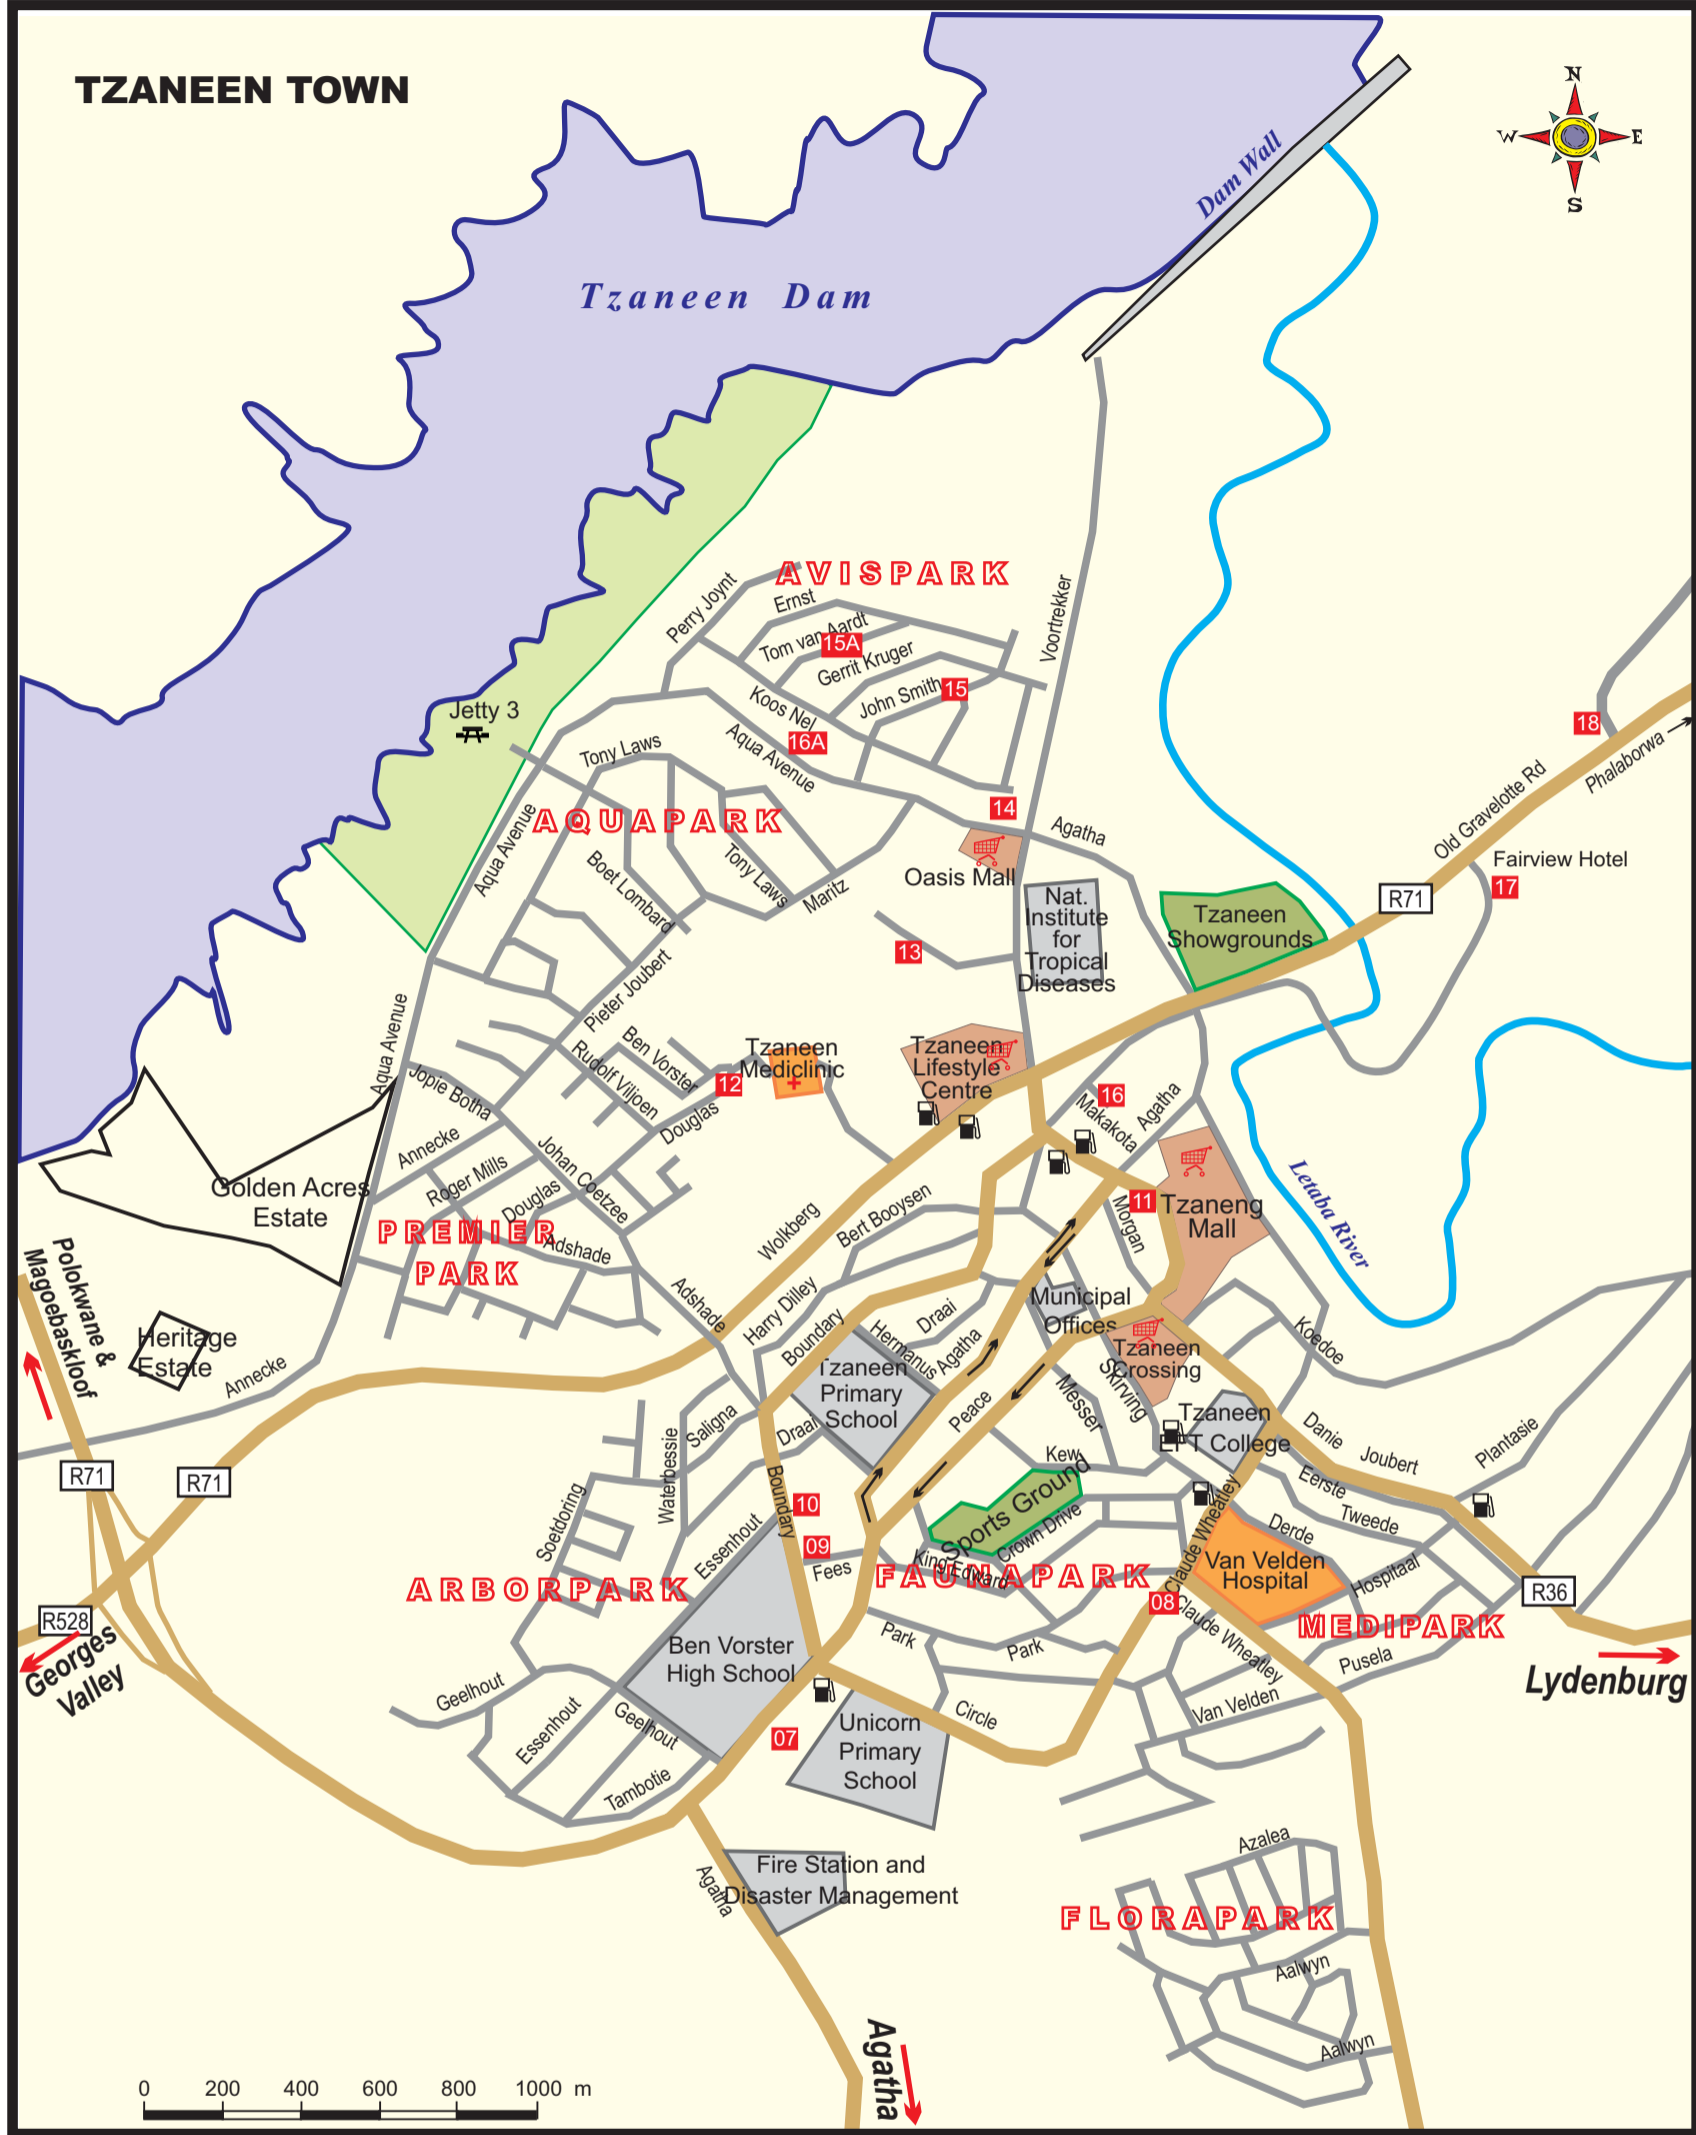 TZANEEN TOWN
N
W
E
S
Dam Wall
Tzaneen Dam
AVISPARK
Perry Joynt
Ernst
Tom van Aardt
15A
Gerrit Kruger
Voortrekker
John Smith
15
Koos Nel
16A
Jetty 3
Tony Laws
Aqua Avenue
18
Phalaborwa
Old Gravelotte Rd
AQUAPARK
14
Agatha
Aqua Avenue
Boet Lombard
Tony Laws
Maritz
Oasis Mall
Fairview Hotel
17
R71
Nat.
Institute
for
Tropical
Diseases
Tzaneen
Showgrounds
13
Pieter Joubert
Aqua Avenue
Ben Vorster
Rudolf Viljoen
Tzaneen
Mediclinic
12
Tzaneen
Lifestyle
Centre
Jopie Botha
Douglas
16
Makakota
Agatha
Annecke
Johan Coetzee
Roger Mills
Golden Acres
Estate
Douglas
Letaba River
PREMIER
PARK
Adshade
Wolkberg
Bert Booysen
11
Morgan
Tzaneng
Mall
Polokwane &
Magoebaskloof
Heritage
Estate
Annecke
Adshade
Harry Dilley
Boundary
Draai
Hermanus
Agatha
Municipal
Offices
Tzaneen
Crossing
Koedoe
Tzaneen
Primary
School
Peace
Messer
Skirving
Tzaneen
EFT College
Danie
Joubert
Plantasie
Saligna
Draai
Waterbessie
Kew
R71
R71
Soetdoring
Boundary
10
Essenhout
09
Fees
Sports Ground
Crown Drive
King Edward
Claude Wheatley
Eerste
Tweede
Derde
Hospitaal
Van Velden
Hospital
R36
ARBORPARK
FAUNAPARK
08
MEDIPARK
R528
Georges
Valley
Claude Wheatley
Pusela
Park
Park
Ben Vorster
High School
Lydenburg
Geelhout
Essenhout
Geelhout
Van Velden
Circle
07
Unicorn
Primary
School
Tambotie
Fire Station and
Disaster Management
Agatha
Azalea
FLORAPARK
Aalwyn
Aalwyn
Agatha
0 200 400 600 800 1000 m